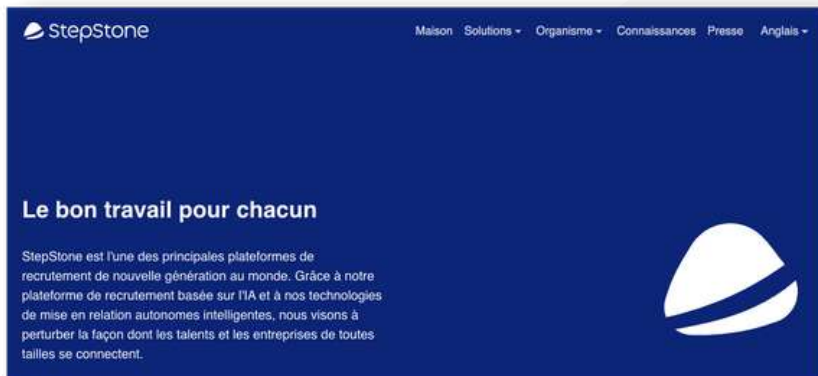 StepStone
Maison Solutions Organisme Connaissances Presse Anglais
Le bon travail pour chacun
StepStone est l'une des principales plateformes de
recrutement de nouvelle génération au monde. Grâce à notre
plateforme de recrutement basée sur l'IA et à nos technologies
de mise en relation autonomes intelligentes, nous visons à
perturber la façon dont les talents et les entreprises de toutes
tailles se connectent.